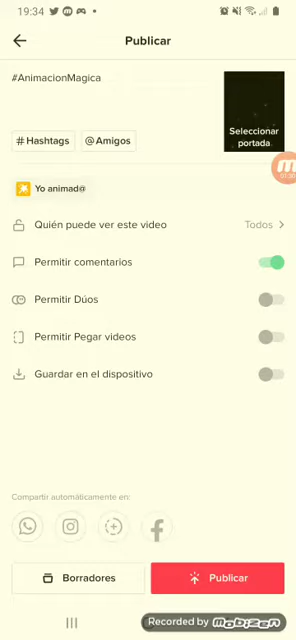 19:34
Publicar
#AnimacionMagica
Seleccionar
portada
# Hashtags
@ Amigos
Yo animad@
Quién puede ver este video
Todos
Permitir comentarios
Permitir Dúos
Permitir Pegar videos
Guardar en el dispositivo
Compartir automáticamente en:
Borradores
Publicar
Recorded by mobizen